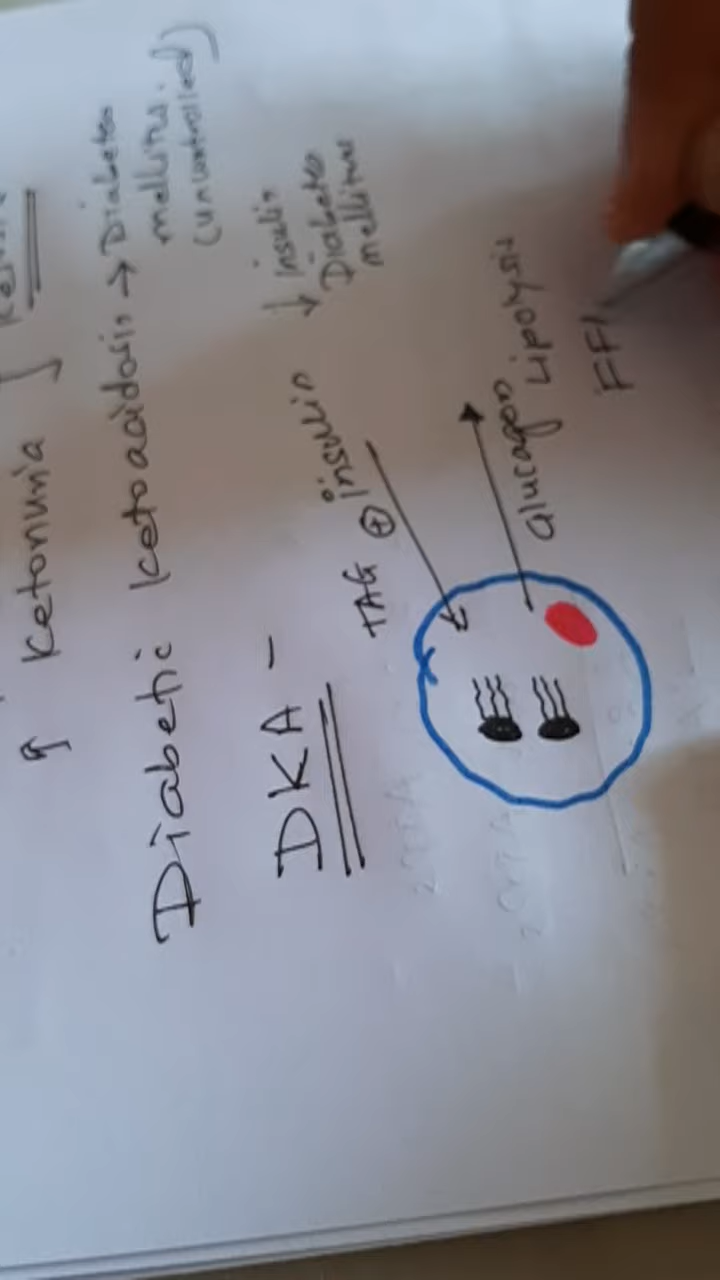 ↑ Ketonuria
Diabetic ketoacidosis → Diabetes
mellitus.
(uncontrolled)
DKA -
↓ Insulin
Diabetes
mellitus
TAG ⊕ insulin
Glucagon Lipolysis
FFA